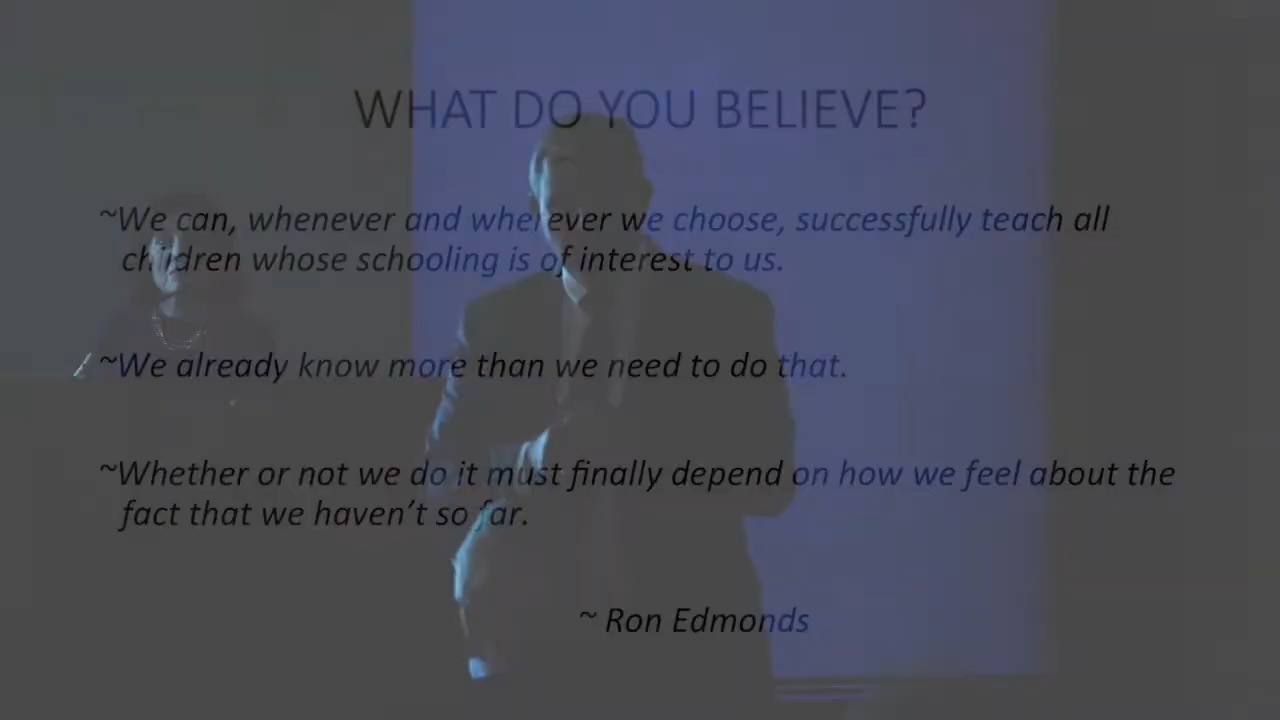 WHAT DO YOU BELIEVE?
~We can, whenever and wherever we choose, successfully teach all
children whose schooling is of interest to us.
~We already know more than we need to do that.
~Whether or not we do it must finally depend on how we feel about the
fact that we haven’t so far.
~ Ron Edmonds